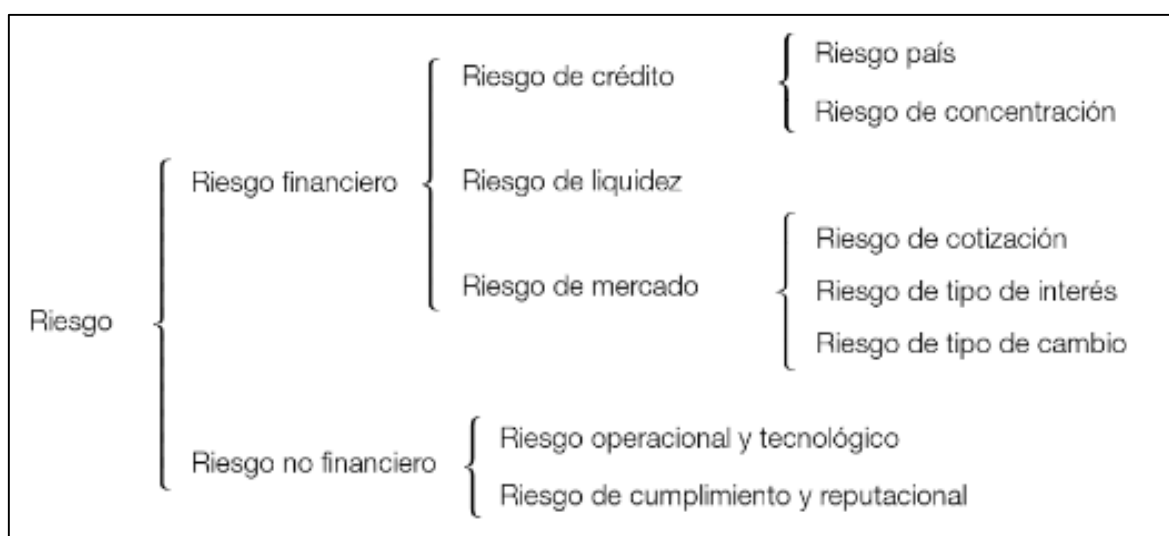 Riesgo
Riesgo financiero
Riesgo de crédito
Riesgo país
Riesgo de concentración
Riesgo de liquidez
Riesgo de mercado
Riesgo de cotización
Riesgo de tipo de interés
Riesgo de tipo de cambio
Riesgo no financiero
Riesgo operacional y tecnológico
Riesgo de cumplimiento y reputacional